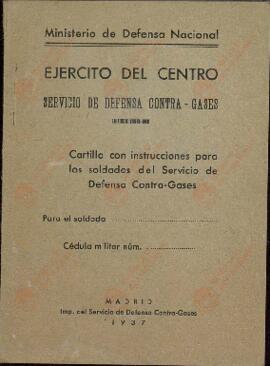 Ministerio de Defensa Nacional
EJERCITO DEL CENTRO
SERVICIO DE DEFENSA CONTRA - GASES
Cartilla con instrucciones para
los soldados del Servicio de
Defensa Contra-Gases
Para el soldado
Cédula militar núm.
MADRID
Imp. del Servicio de Defensa Contra-Gases
1937